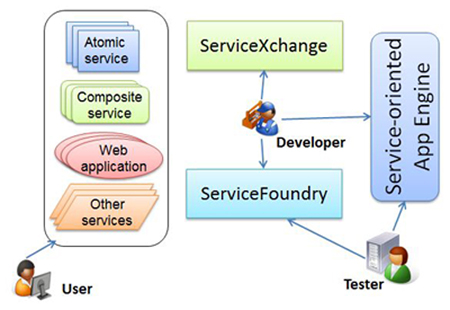 Atomic
service
Composite
service
Web
application
Other
services
User
ServiceXchange
Developer
ServiceFoundry
Service-oriented
App Engine
Tester